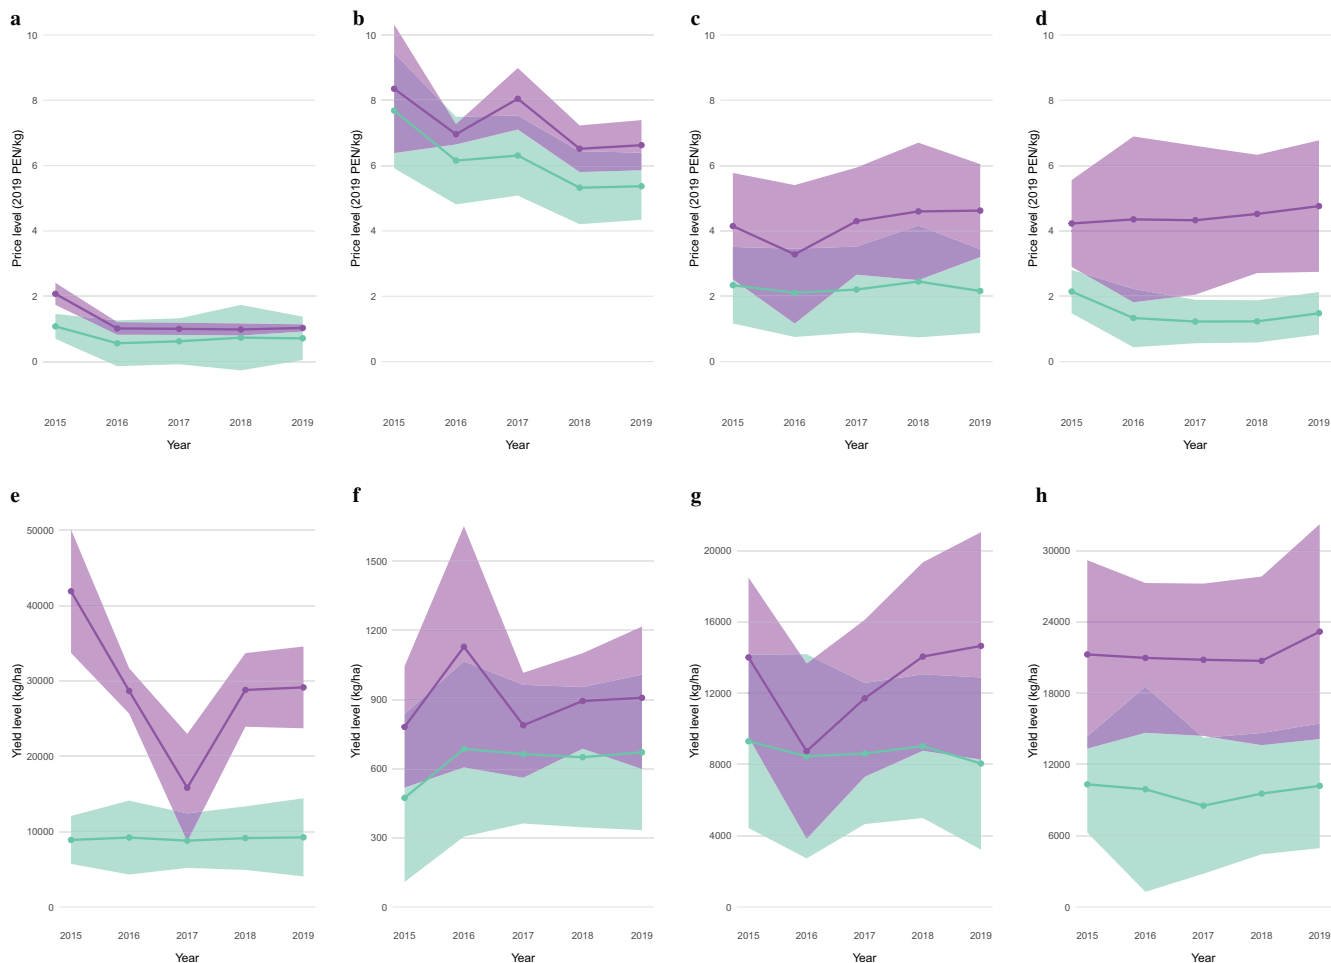 a
b
c
d
10
8
6
4
2
0
Price level (2019 PEN/kg)
2015 2016 2017 2018 2019
Year
10
8
6
4
2
0
Price level (2019 PEN/kg)
2015 2016 2017 2018 2019
Year
10
8
6
4
2
0
Price level (2019 PEN/kg)
2015 2016 2017 2018 2019
Year
10
8
6
4
2
0
Price level (2019 PEN/kg)
2015 2016 2017 2018 2019
Year
e
f
g
h
50000
40000
30000
20000
10000
0
Yield level (kg/ha)
2015 2016 2017 2018 2019
Year
1500
1200
900
600
300
0
Yield level (kg/ha)
2015 2016 2017 2018 2019
Year
20000
16000
12000
8000
4000
0
Yield level (kg/ha)
2015 2016 2017 2018 2019
Year
30000
24000
18000
12000
6000
0
Yield level (kg/ha)
2015 2016 2017 2018 2019
Year